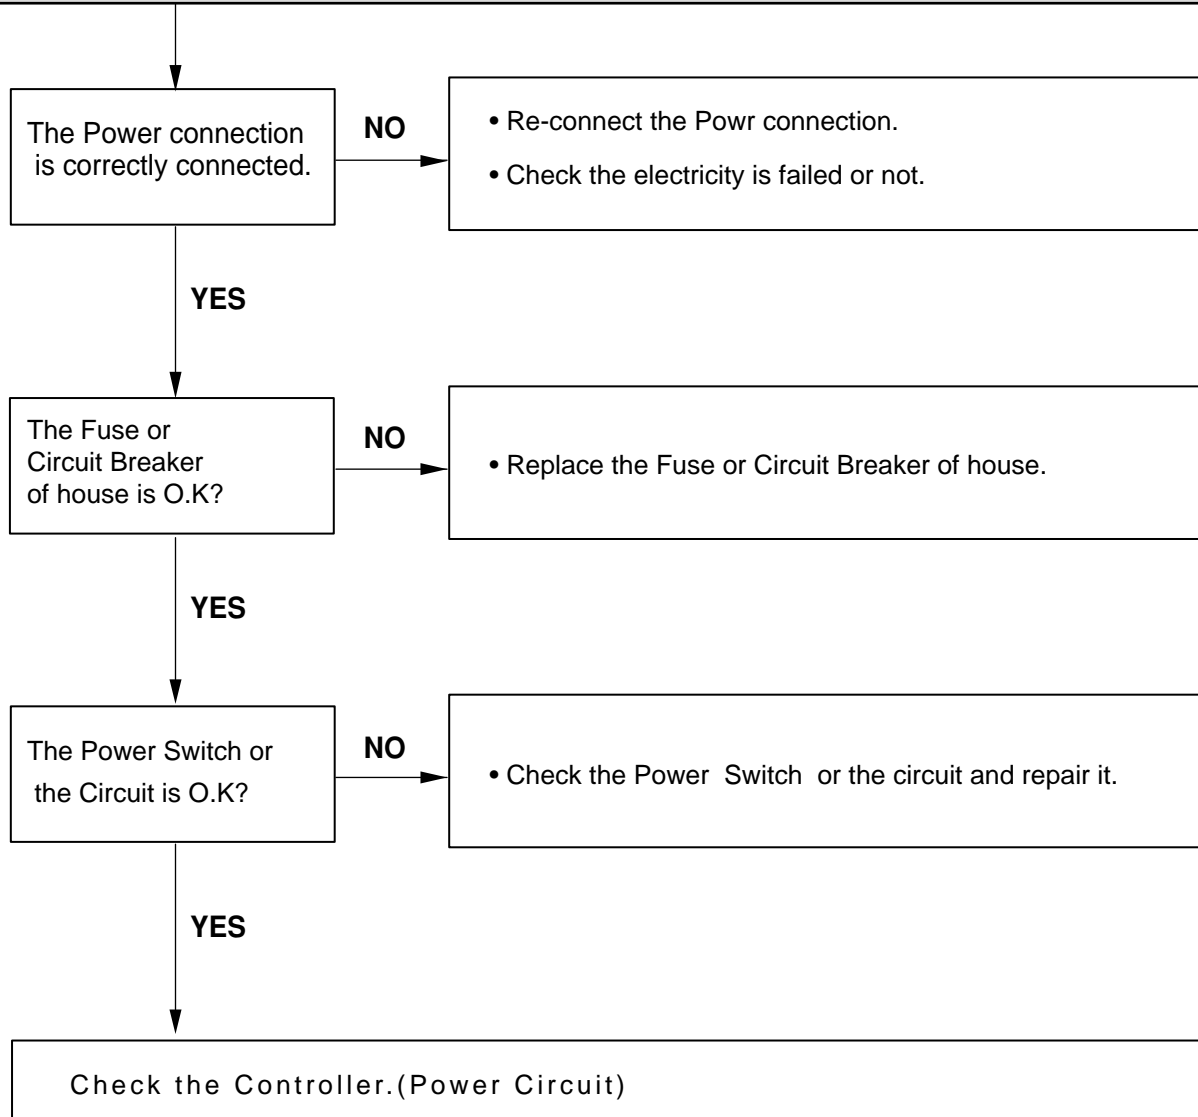 The Power connection
is correctly connected.
NO
• Re-connect the Powr connection.
• Check the electricity is failed or not.
YES
The Fuse or
Circuit Breaker
of house is O.K?
NO
• Replace the Fuse or Circuit Breaker of house.
YES
The Power Switch or
the Circuit is O.K?
NO
• Check the Power Switch or the circuit and repair it.
YES
Check the Controller.(Power Circuit)